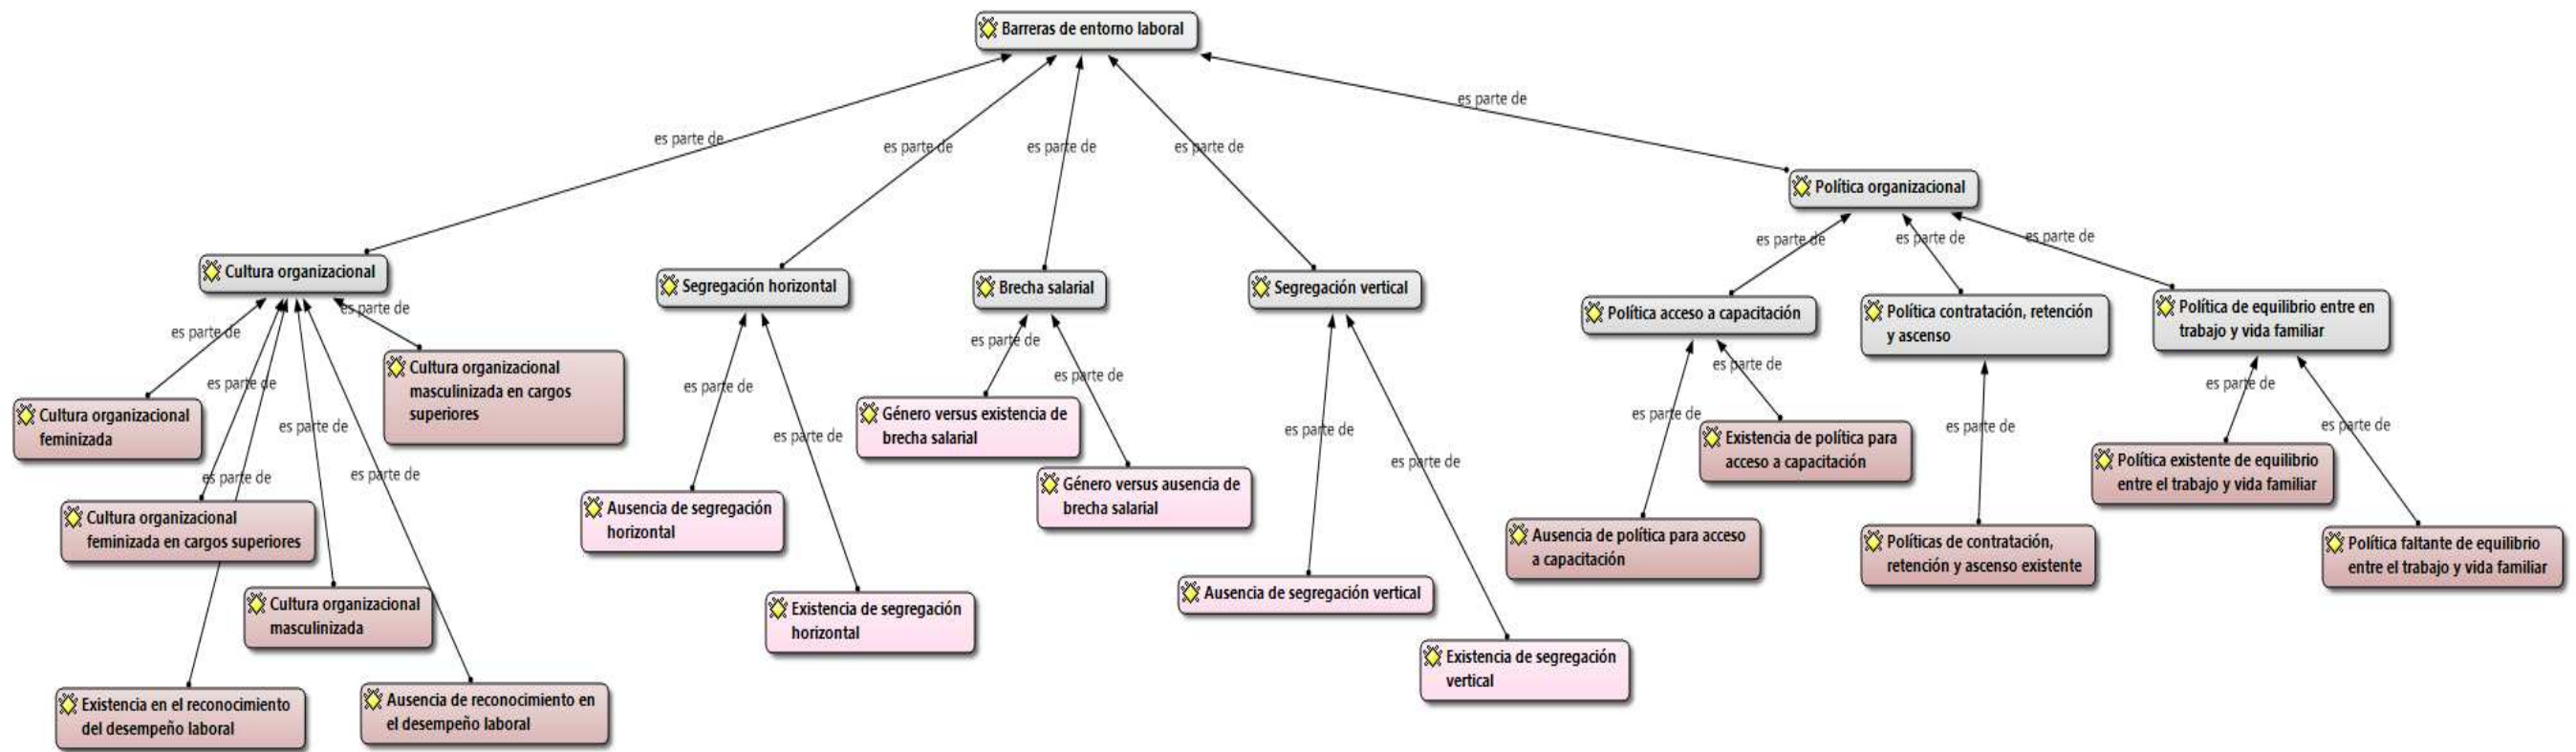 Barreras de entorno laboral
es parte de
es parte de
es parte de
es parte de
es parte de
Política organizacional
es parte de
es parte de
es parte de
Cultura organizacional
Segregación horizontal
Brecha salarial
Segregación vertical
Política acceso a capacitación
Política contratación, retención
y ascenso
Política de equilibrio entre en
trabajo y vida familiar
es parte de
es parte de
es parte de
es parte de
es parte de
es parte de
Cultura organizacional
feminizada
Cultura organizacional
masculinizada en cargos
superiores
Cultura organizacional
feminizada en cargos superiores
Cultura organizacional
masculinizada
Existencia en el reconocimiento
del desempeño laboral
Ausencia de reconocimiento en
el desempeño laboral
es parte de
es parte de
Ausencia de segregación
horizontal
Existencia de segregación
horizontal
es parte de
es parte de
Género versus existencia de
brecha salarial
Género versus ausencia de
brecha salarial
es parte de
es parte de
Ausencia de segregación vertical
Existencia de segregación
vertical
es parte de
es parte de
Existencia de política para
acceso a capacitación
Ausencia de política para acceso
a capacitación
es parte de
Políticas de contratación,
retención y ascenso existente
es parte de
es parte de
Política existente de equilibrio
entre el trabajo y vida familiar
Política faltante de equilibrio
entre el trabajo y vida familiar